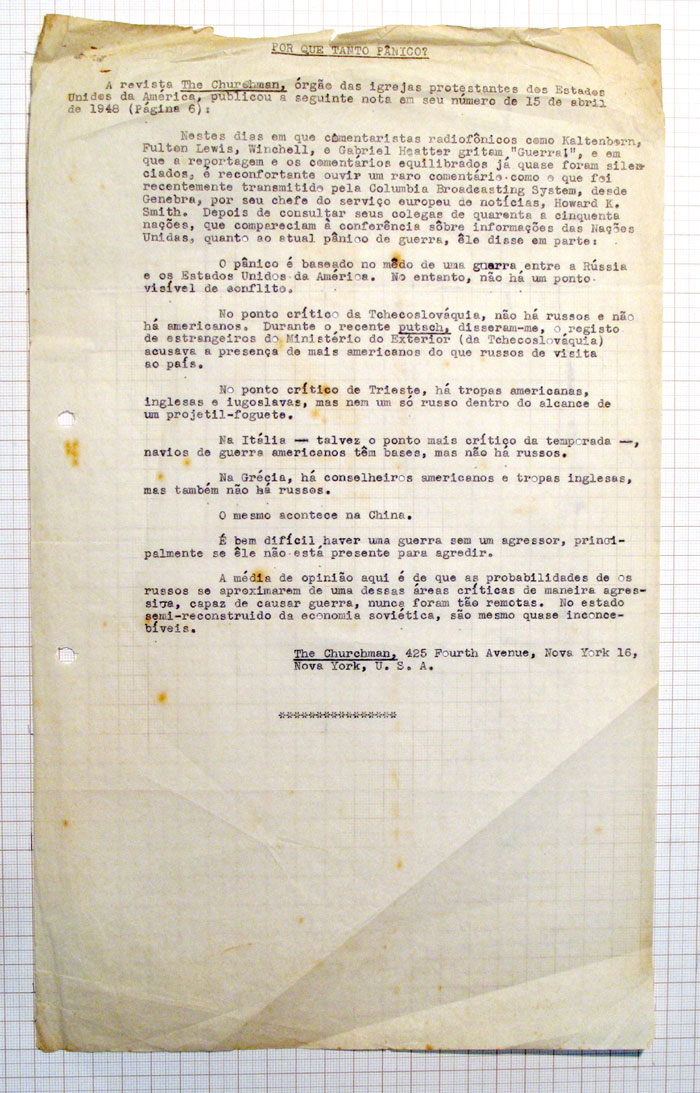 POR QUE TANTO PÂNICO?
A revista The Churchman, órgão das igrejas protestantes dos Estados
Unidos da América, publicou a seguinte nota em seu número de 15 de abril
de 1948 (Página 6):
Nestes dias em que comentaristas radiofônicos como Kaltenborn,
Fulton Lewis, Winchell, e Gabriel Heatter gritam "Guerra!", e em
que a reportagem e os comentários equilibrados já quase foram silen
ciados, é reconfortante ouvir um raro comentário como o que foi
recentemente transmitido pela Columbia Broadcasting System, desde
Genebra, por seu chefe do serviço europeu de notícias, Howard K.
Smith. Depois de consultar seus colegas de quarenta a cinquenta
nações, que compareciam à conferência sôbre informações das Nações
Unidas, quanto ao atual pânico de guerra, êle disse em parte:
O pânico é baseado no mêdo de uma guerra entre a Rússia
e os Estados Unidos da América. No entanto, não há um ponto
visível de conflito.
No ponto crítico da Tchecoslováquia, não há russos e não
há americanos. Durante o recente putsch, disseram-me, o registo
de estrangeiros do Ministério do Exterior (da Tchecoslováquia)
acusava a presença de mais americanos do que russos de visita
ao país.
No ponto crítico de Trieste, há tropas americanas,
inglesas e iugoslavas, mas nem um só russo dentro do alcance de
um projetil-foguete.
Na Itália — talvez o ponto mais crítico da temporada —,
navios de guerra americanos têm bases, mas não há russos.
Na Grécia, há conselheiros americanos e tropas inglesas,
mas também não há russos.
O mesmo acontece na China.
É bem difícil haver uma guerra sem um agressor, princi-
palmente se êle não está presente para agredir.
A média de opinião aqui é de que as probabilidades de os
russos se aproximarem de uma dessas áreas críticas de maneira agres-
siva, capaz de causar guerra, nunca foram tão remotas. No estado
semi-reconstruido da economia soviética, são mesmo quase inconce-
bíveis.
The Churchman, 425 Fourth Avenue, Nova York 16,
Nova York, U. S. A.
****************